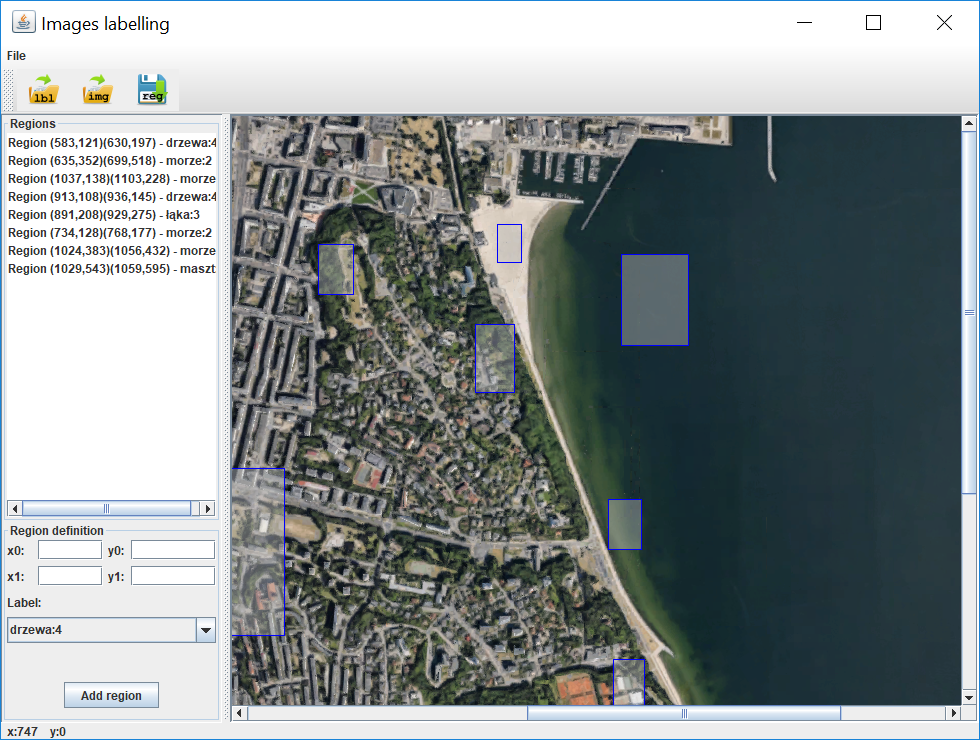 Images labelling
File
lbl img reg
Regions
Region (583,121)(630,197) - drzewa:4
Region (635,352)(699,518) - morze:2
Region (1037,138)(1103,228) - morze
Region (913,108)(936,145) - drzewa:4
Region (891,208)(929,275) - łąka:3
Region (734,128)(768,177) - morze:2
Region (1024,383)(1056,432) - morze
Region (1029,543)(1059,595) - maszt
Region definition
x0: y0:
x1: y1:
Label:
drzewa:4
Add region
x:747 y:0